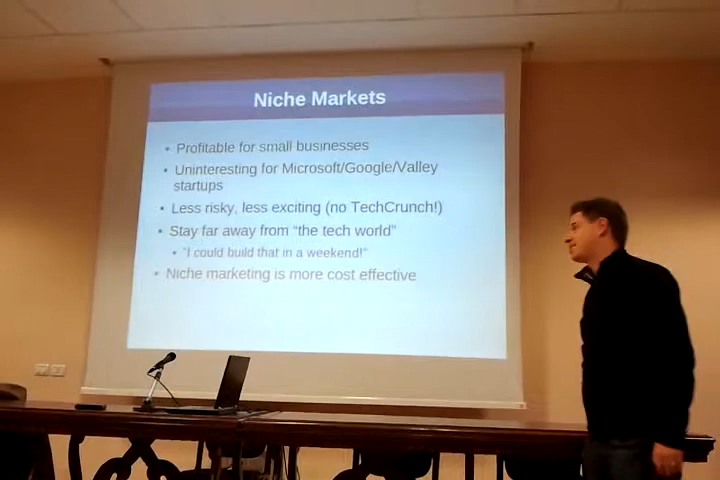 Niche Markets
• Profitable for small businesses
• Uninteresting for Microsoft/Google/Valley
startups
• Less risky, less exciting (no TechCrunch!)
• Stay far away from “the tech world”
• “I could build that in a weekend!”
• Niche marketing is more cost effective